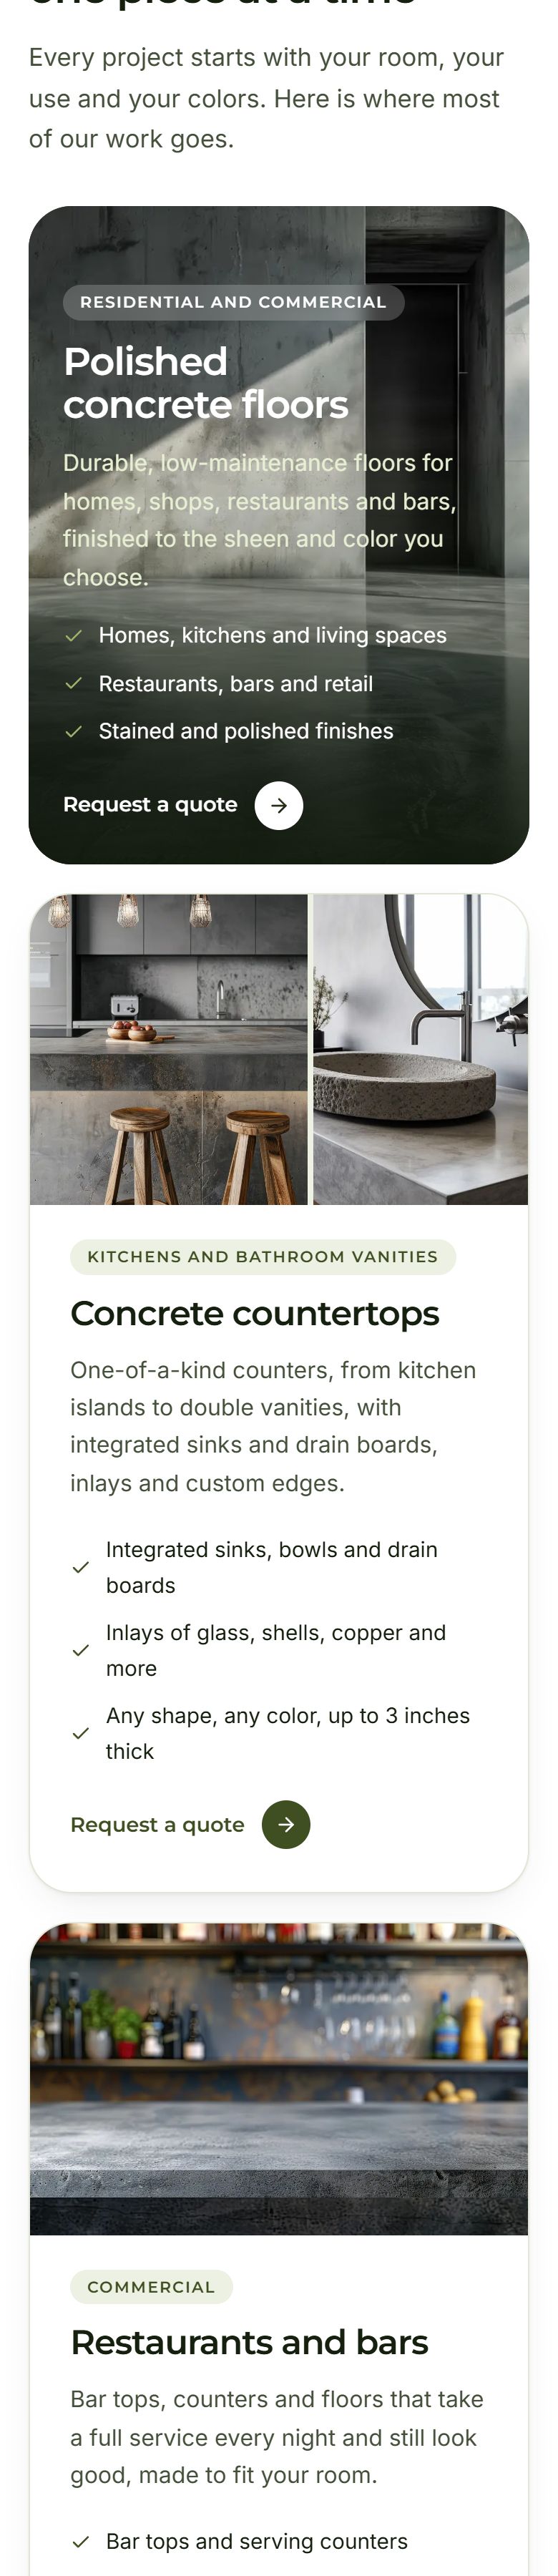 one piece at a time
Every project starts with your room, your
use and your colors. Here is where most
of our work goes.
RESIDENTIAL AND COMMERCIAL
Polished
concrete floors
Durable, low-maintenance floors for
homes, shops, restaurants and bars,
finished to the sheen and color you
choose.
Homes, kitchens and living spaces
Restaurants, bars and retail
Stained and polished finishes
Request a quote
KITCHENS AND BATHROOM VANITIES
Concrete countertops
One-of-a-kind counters, from kitchen
islands to double vanities, with
integrated sinks and drain boards,
inlays and custom edges.
Integrated sinks, bowls and drain
boards
Inlays of glass, shells, copper and
more
Any shape, any color, up to 3 inches
thick
Request a quote
COMMERCIAL
Restaurants and bars
Bar tops, counters and floors that take
a full service every night and still look
good, made to fit your room.
Bar tops and serving counters